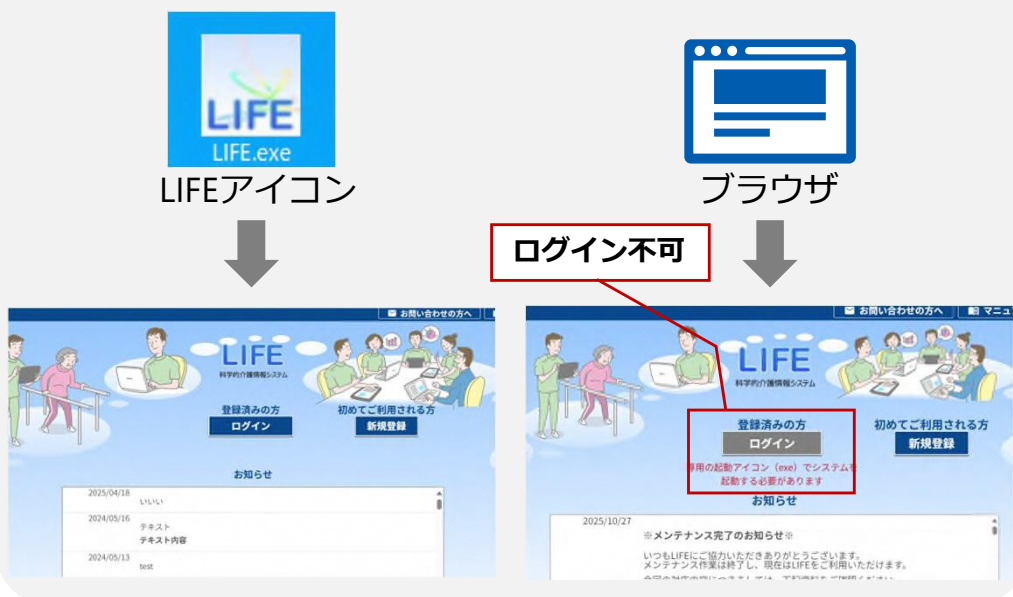 LIFE
LIFE.exe
LIFEアイコン
ブラウザ
ログイン不可
お問い合わせの方へ
LIFE
科学的介護情報システム
登録済みの方
ログイン
初めてご利用される方
新規登録
お知らせ
2025/04/18
いいい
2024/05/16
テキスト
テキスト内容
2024/05/13
test
お問い合わせの方へ
マニュ
LIFE
科学的介護情報システム
登録済みの方
ログイン
専用の起動アイコン（exe）でシステムを
起動する必要があります
初めてご利用される方
新規登録
お知らせ
2025/10/27
※メンテナンス完了のお知らせ※
いつもLIFEにご協力いただきありがとうございます。
メンテナンス作業は終了し、現在はLIFEをご利用いただけます。